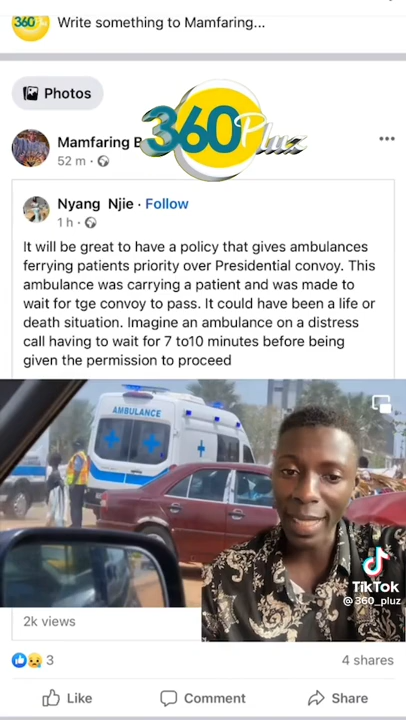 360
Write something to Mamfaring...
Photos
360 Pluz
Mamfaring B
52 m ·
Nyang Njie · Follow
1 h ·
It will be great to have a policy that gives ambulances
ferrying patients priority over Presidential convoy. This
ambulance was carrying a patient and was made to
wait for tge convoy to pass. It could have been a life or
death situation. Imagine an ambulance on a distress
call having to wait for 7 to10 minutes before being
given the permission to proceed
AMBULANCE
TikTok
@360_pluz
2k views
3
4 shares
Like
Comment
Share